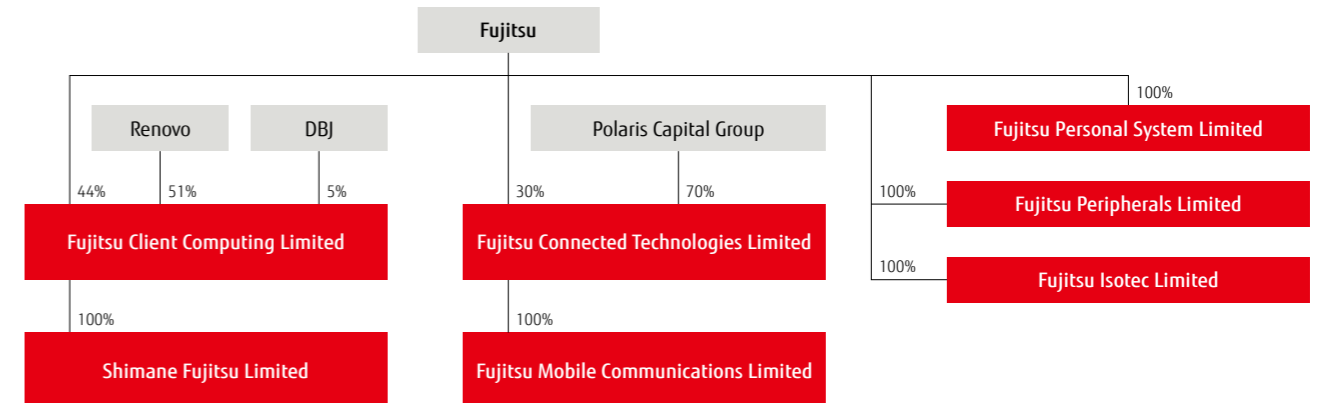 Fujitsu
100%
Renovo
DBJ
Polaris Capital Group
Fujitsu Personal System Limited
44%
51%
5%
30%
70%
100%
Fujitsu Peripherals Limited
Fujitsu Client Computing Limited
Fujitsu Connected Technologies Limited
100%
Fujitsu Isotec Limited
100%
100%
Shimane Fujitsu Limited
Fujitsu Mobile Communications Limited